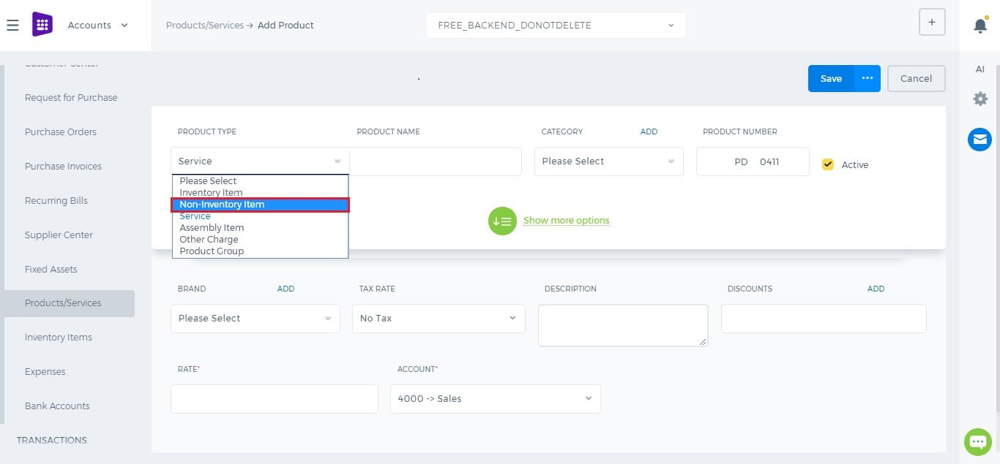 Accounts
Products/Services → Add Product
FREE_BACKEND_DONOTDELETE
+
Customer Center
Request for Purchase
Purchase Orders
Purchase Invoices
Recurring Bills
Supplier Center
Fixed Assets
Products/Services
Inventory Items
Expenses
Bank Accounts
TRANSACTIONS
.
Save ...
Cancel
AI
PRODUCT TYPE
PRODUCT NAME
CATEGORY
ADD
PRODUCT NUMBER
Service
Please Select
PD 0411
Active
Please Select
Inventory Item
Non-Inventory Item
Service
Assembly Item
Other Charge
Product Group
Show more options
BRAND
ADD
TAX RATE
DESCRIPTION
DISCOUNTS
ADD
Please Select
No Tax
RATE*
ACCOUNT*
4000 -> Sales